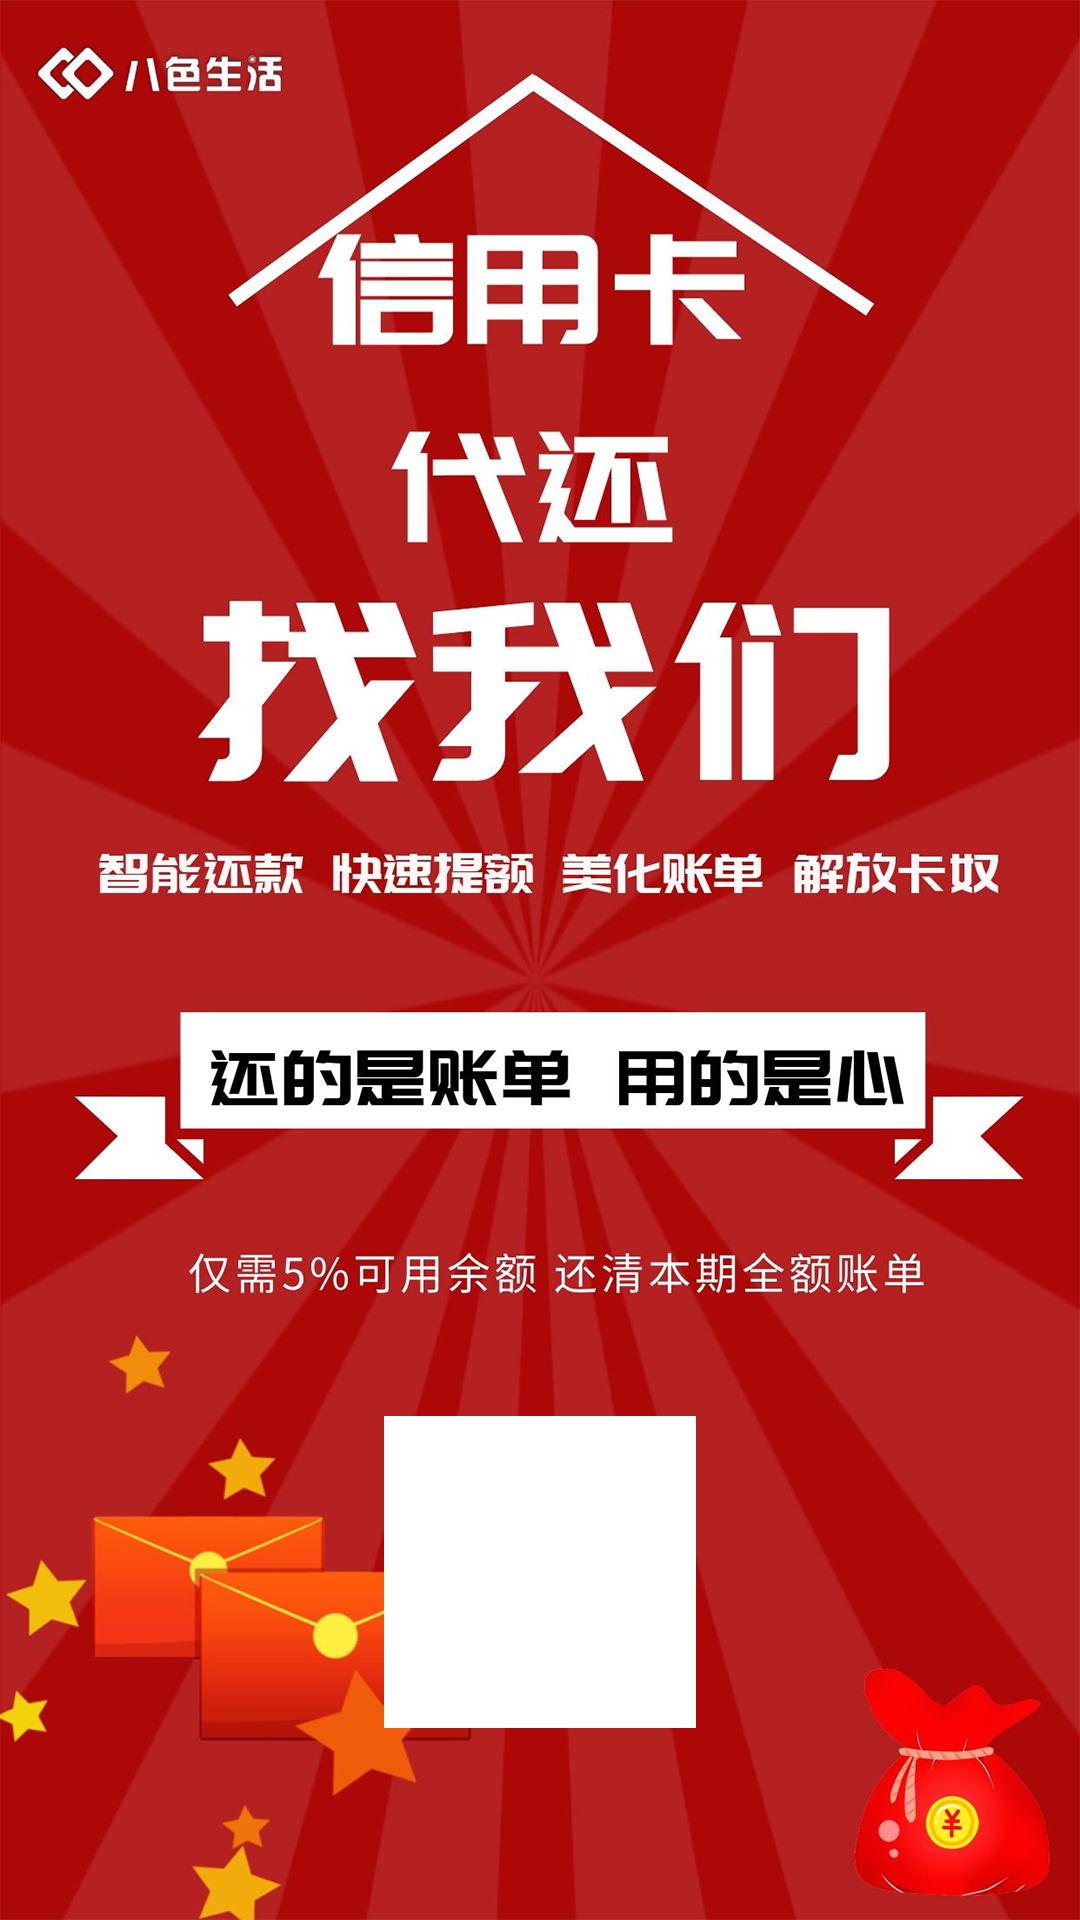 八色生活
信用卡
代还
找我们
智能还款 快速提额 美化账单 解放卡奴
还的是账单 用的是心
仅需5%可用余额 还清本期全额账单
¥